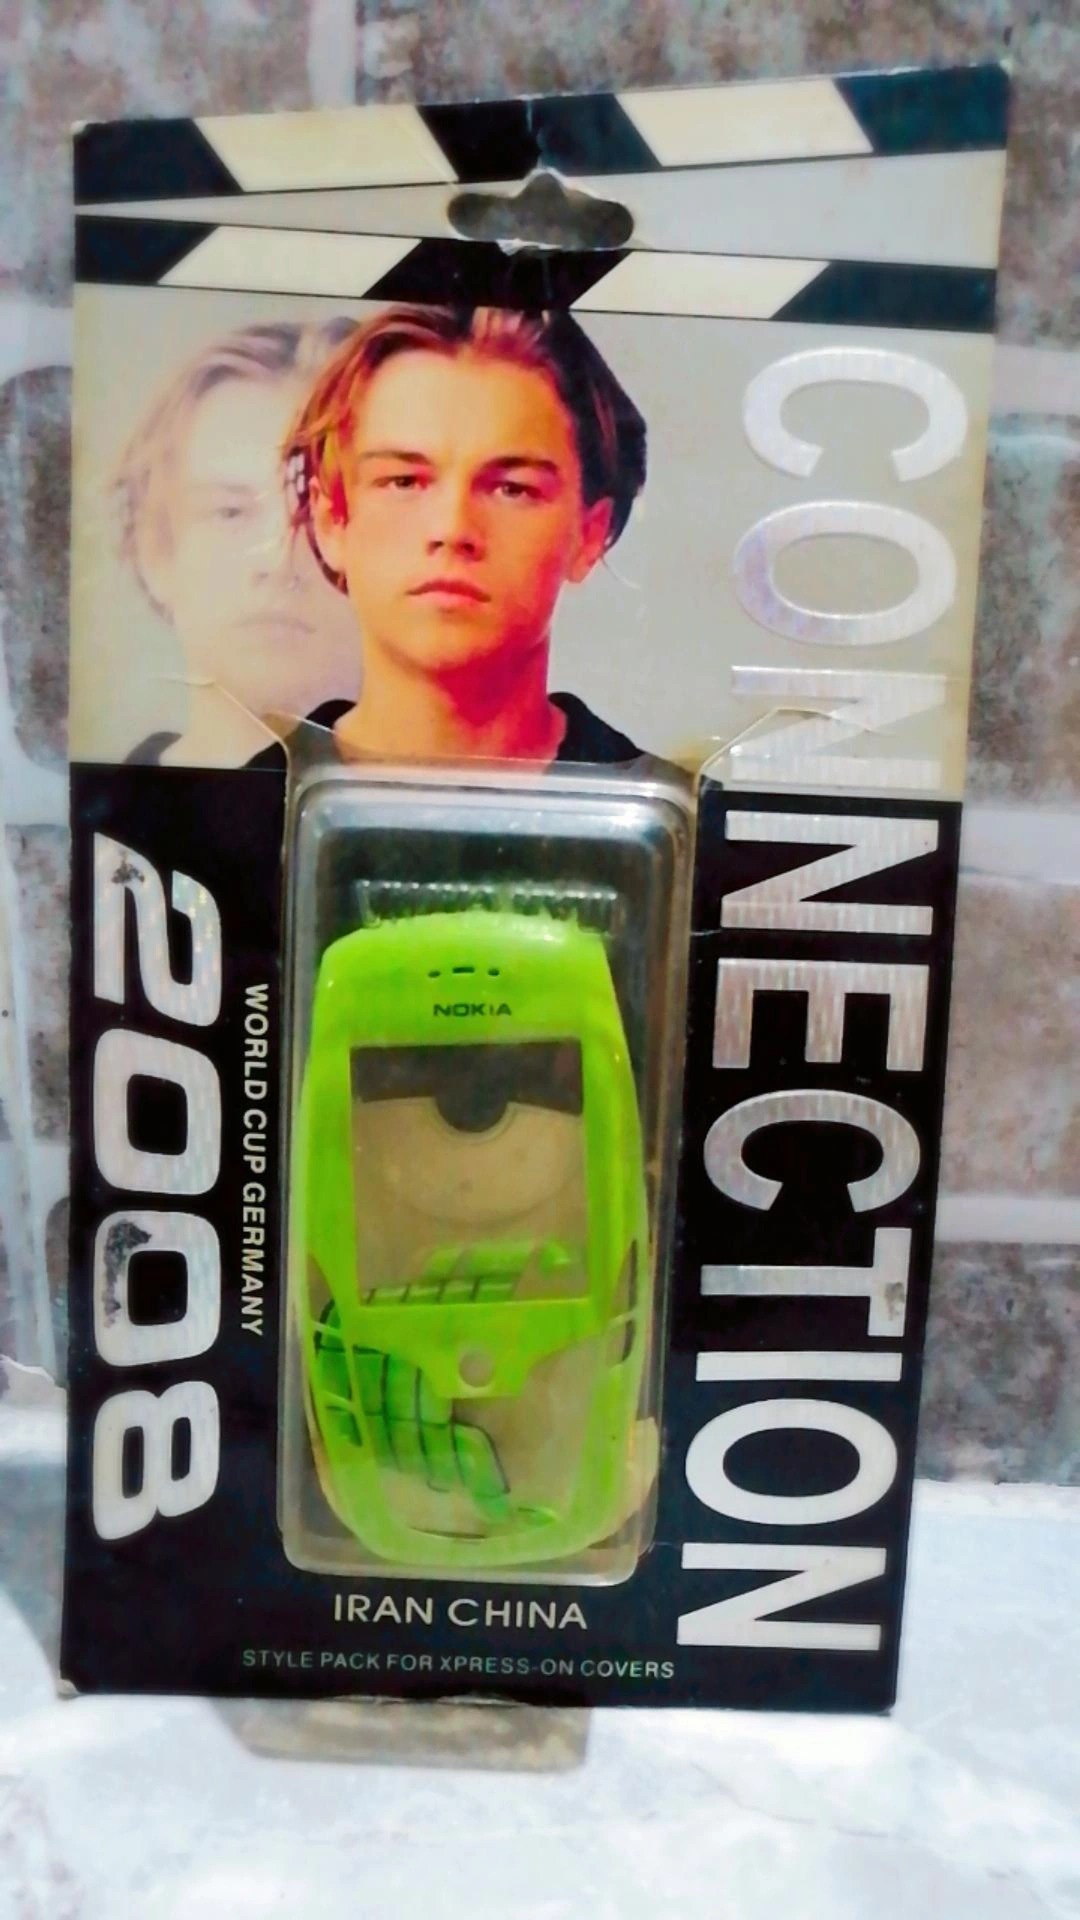 CONNECTION
2008
WORLD CUP GERMANY
NOKIA
IRAN CHINA
STYLE PACK FOR XPRESS-ON COVERS